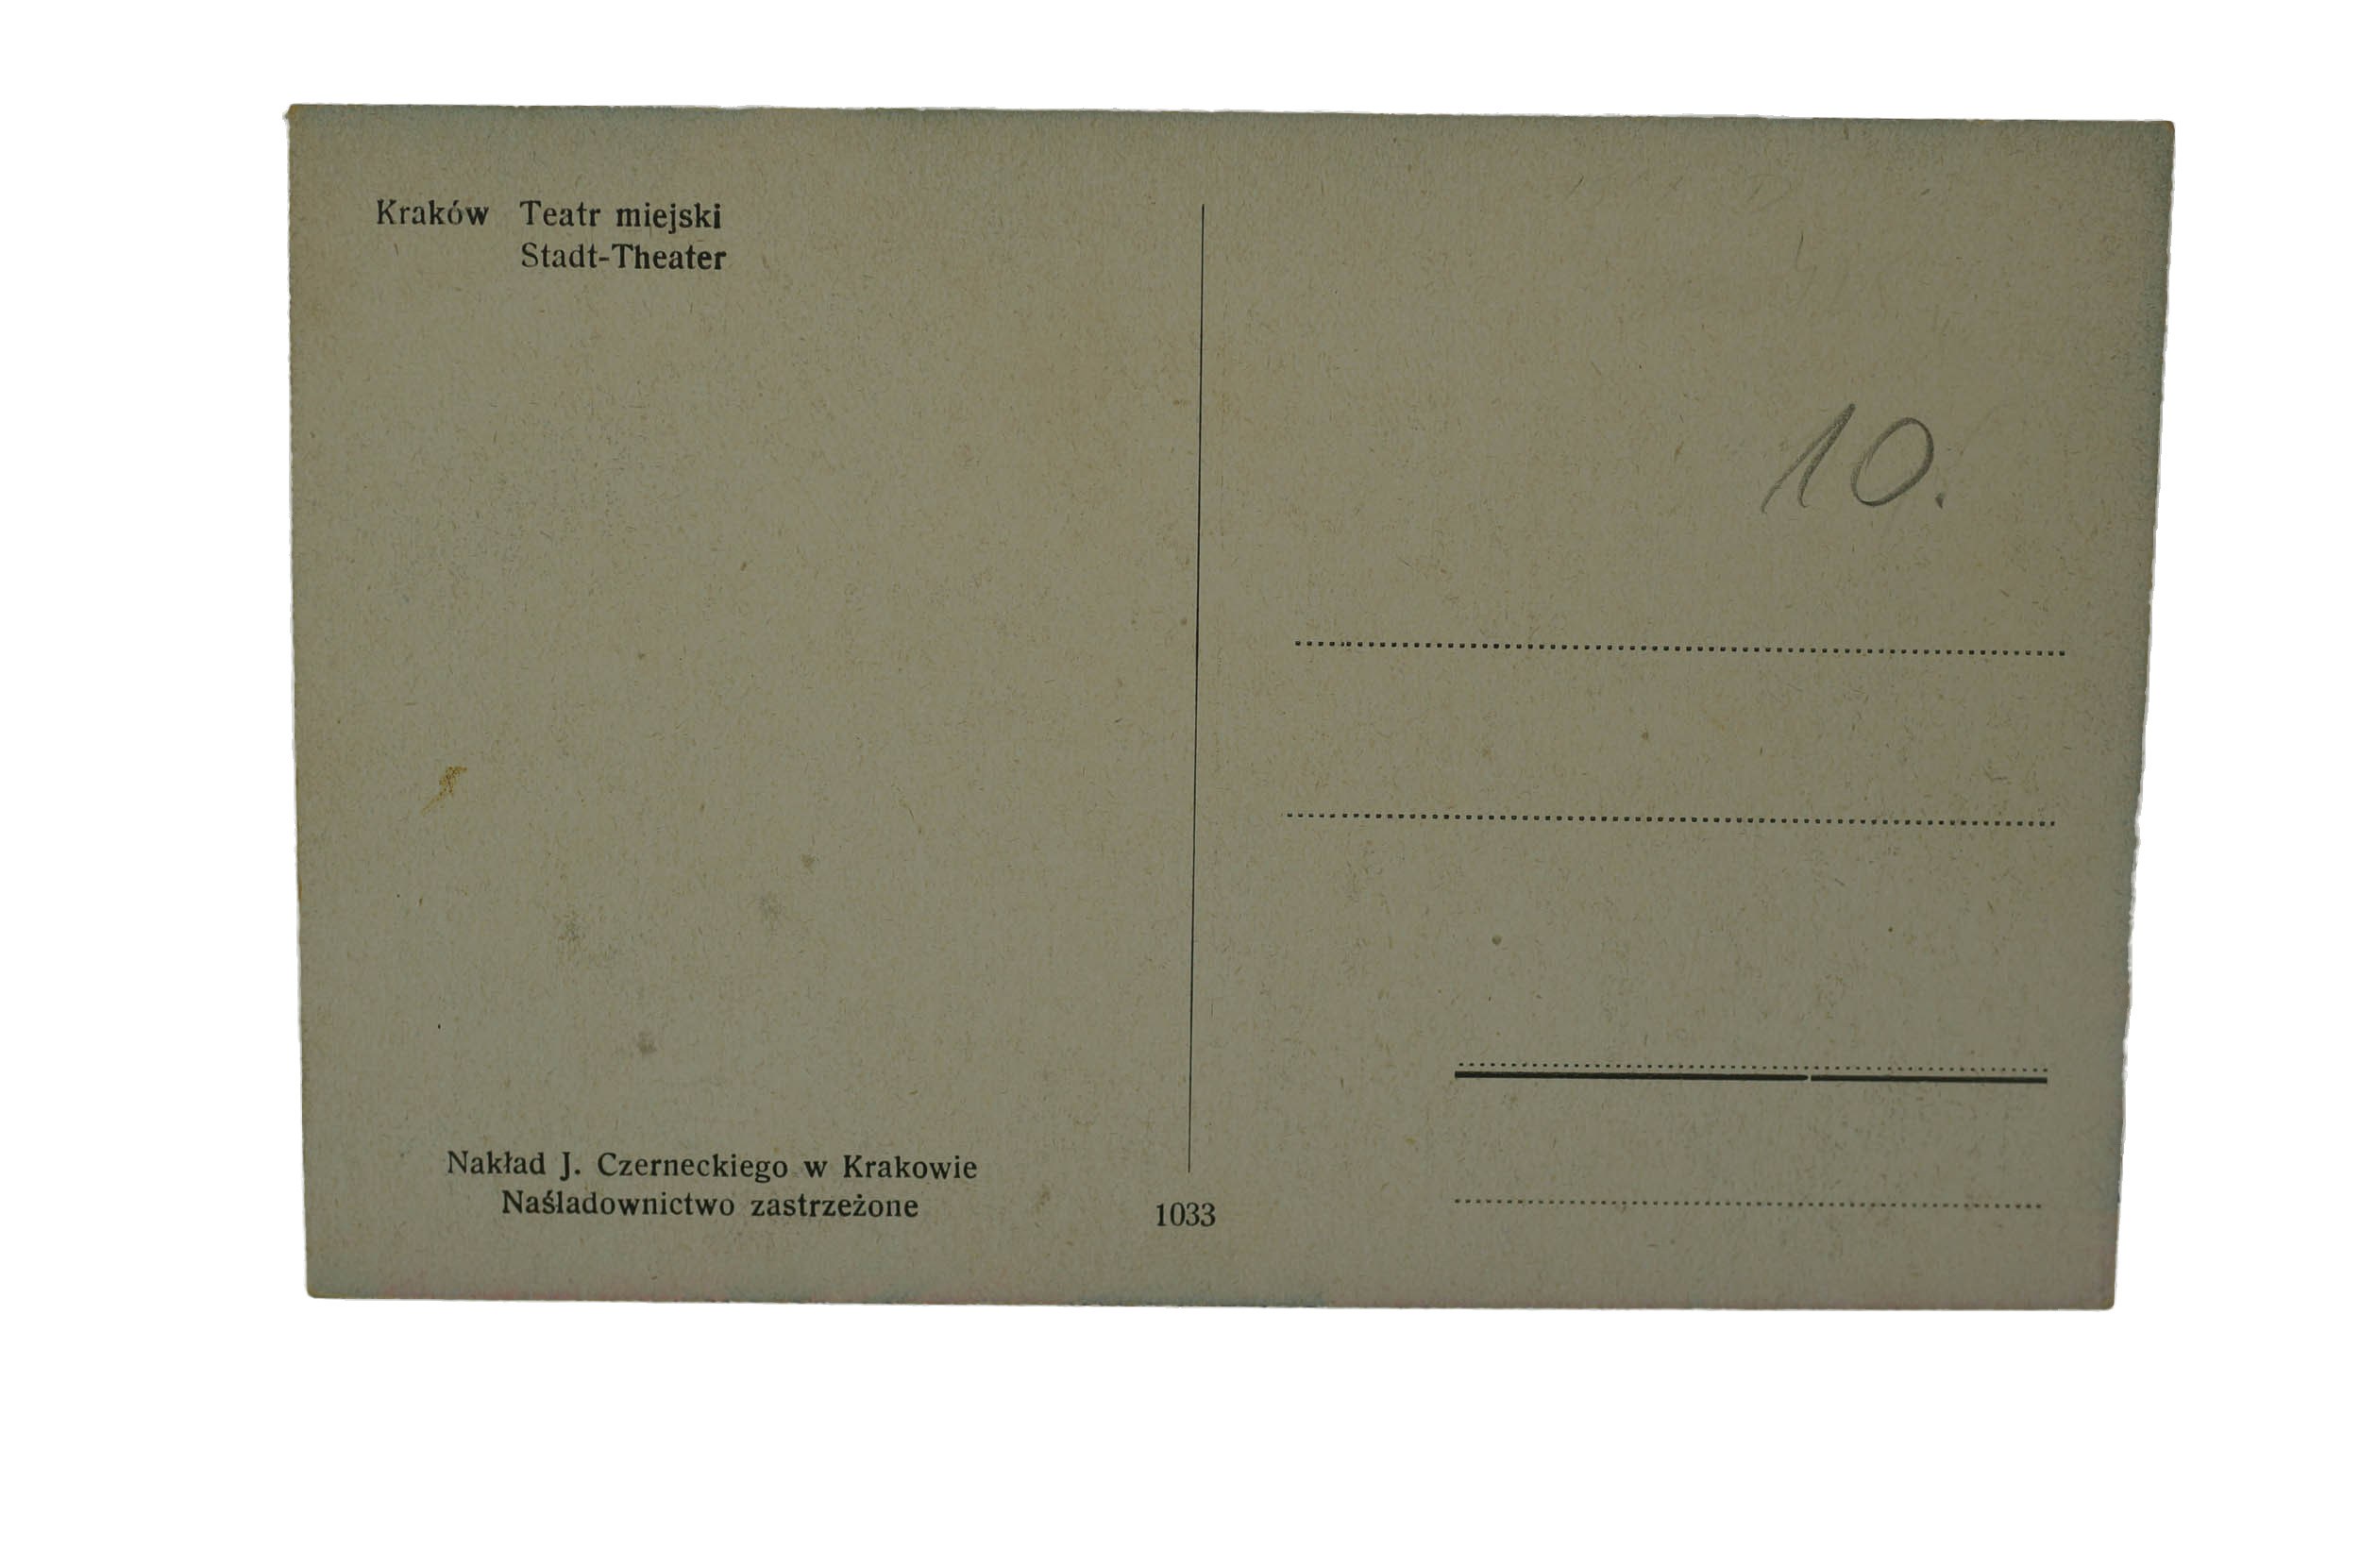 Kraków Teatr miejski
Stadt-Theater
10.
Nakład J. Czerneckiego w Krakowie
Naśladownictwo zastrzeżone
1033